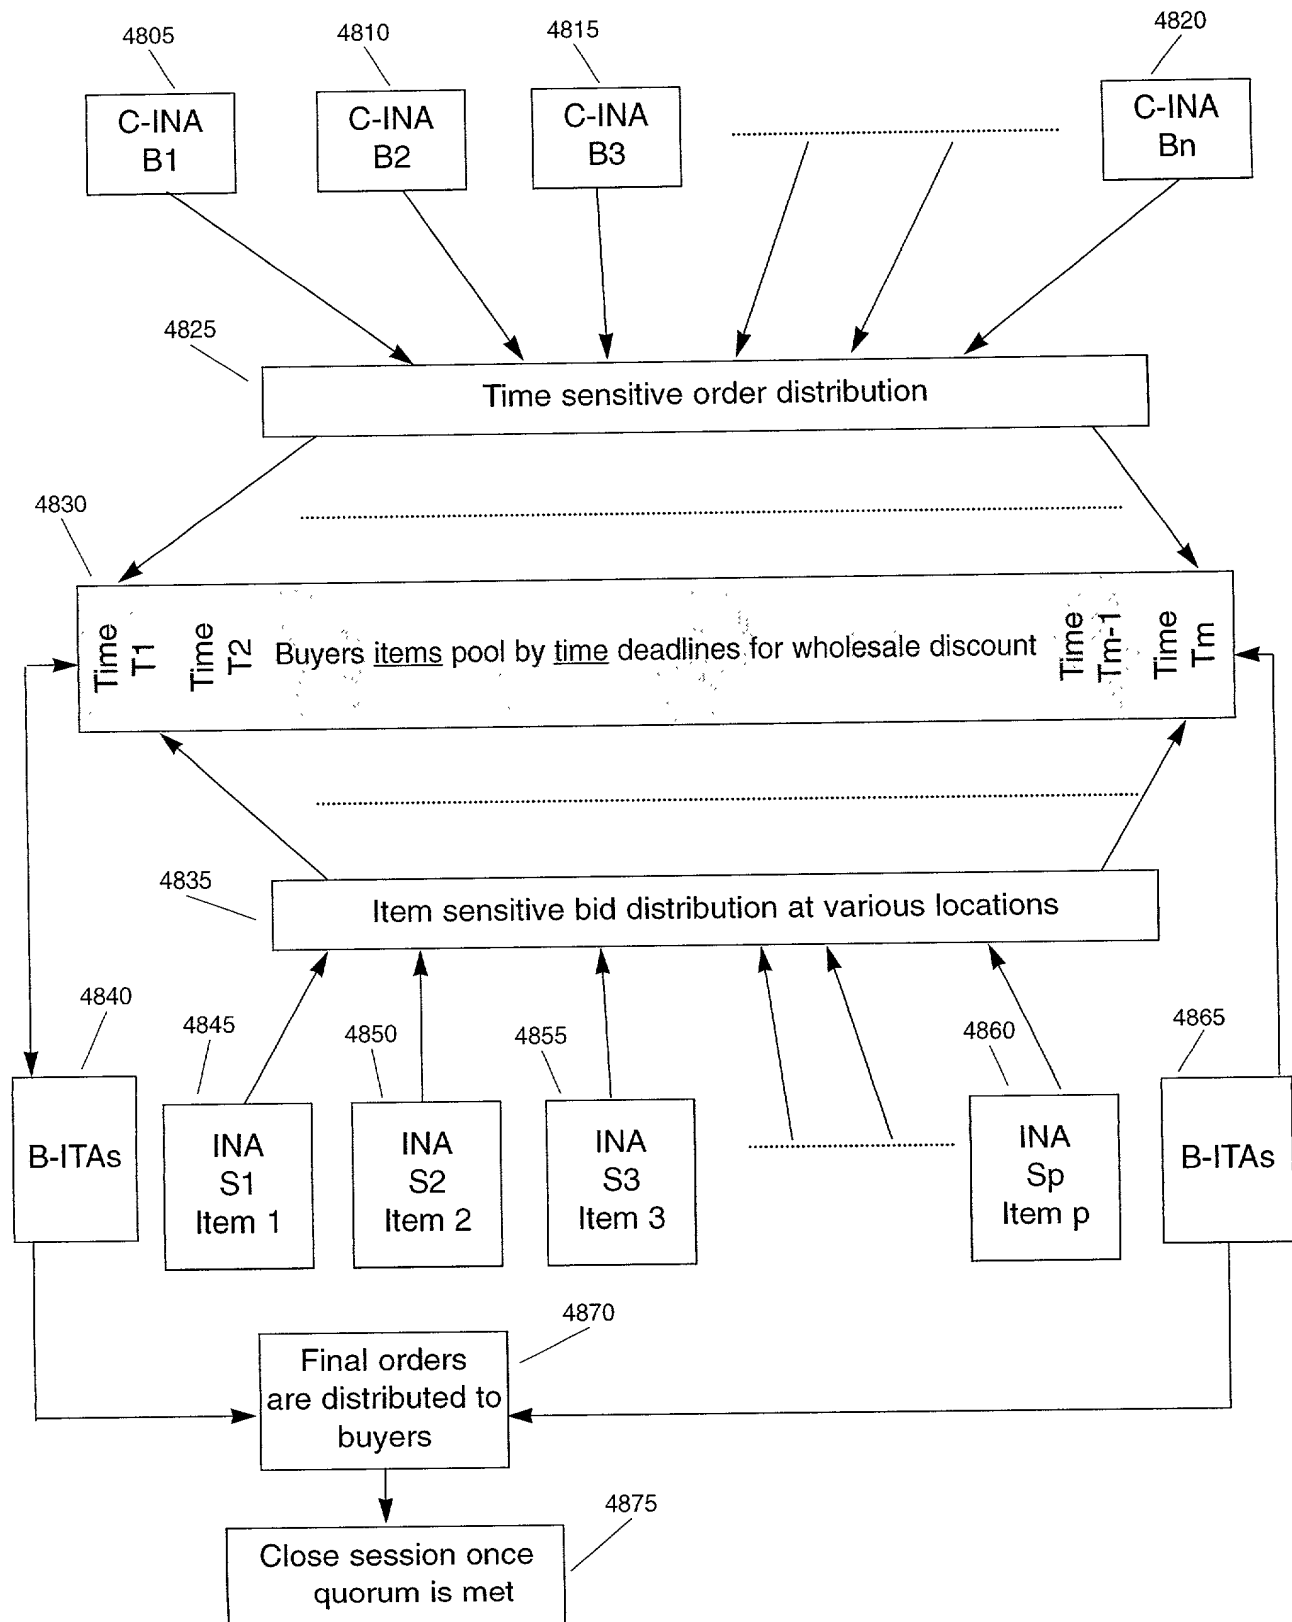 4805
4810
4815
4820
C-INA
B1
C-INA
B2
C-INA
B3
C-INA
Bn
4825
Time sensitive order distribution
4830
Time
T1
Time
T2
Buyers items pool by time deadlines for wholesale discount
Time
Tm-1
Time
Tm
4835
Item sensitive bid distribution at various locations
4840
4845
4850
4855
4860
4865
B-ITAs
INA
S1
Item 1
INA
S2
Item 2
INA
S3
Item 3
INA
Sp
Item p
B-ITAs
4870
Final orders
are distributed to
buyers
4875
Close session once
quorum is met